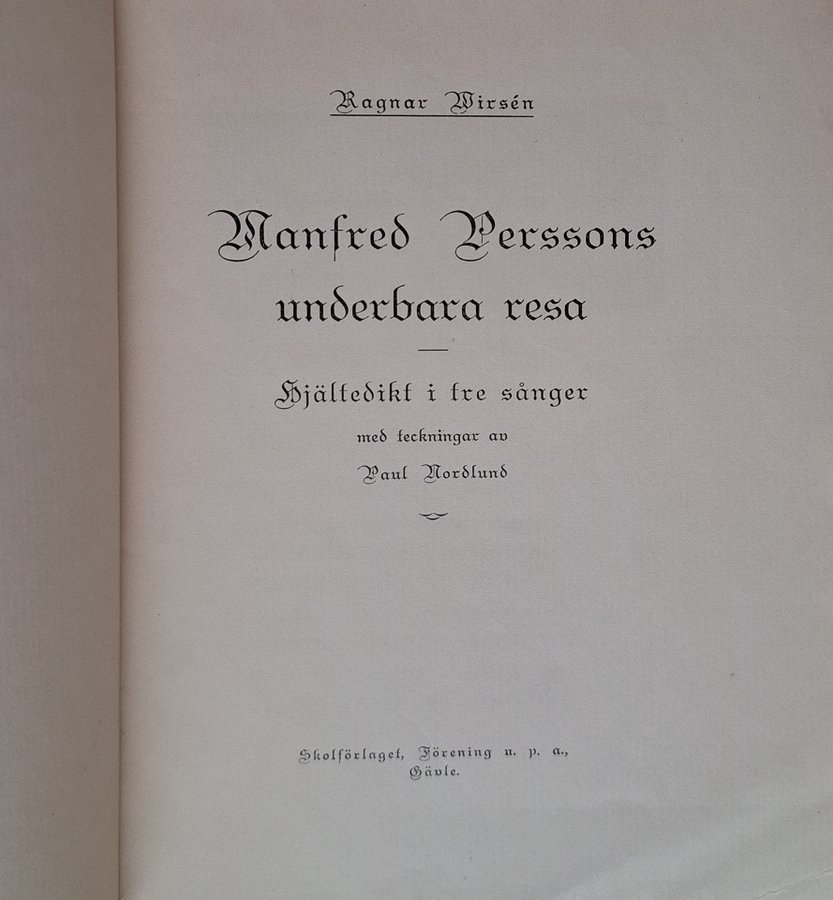 Ragnar Wirsén
Manfred Perssons
underbara resa
Hjältedikt i tre sånger
med teckningar av
Paul Nordlund
Skolförlaget, Förening u. p. a.,
Gävle.